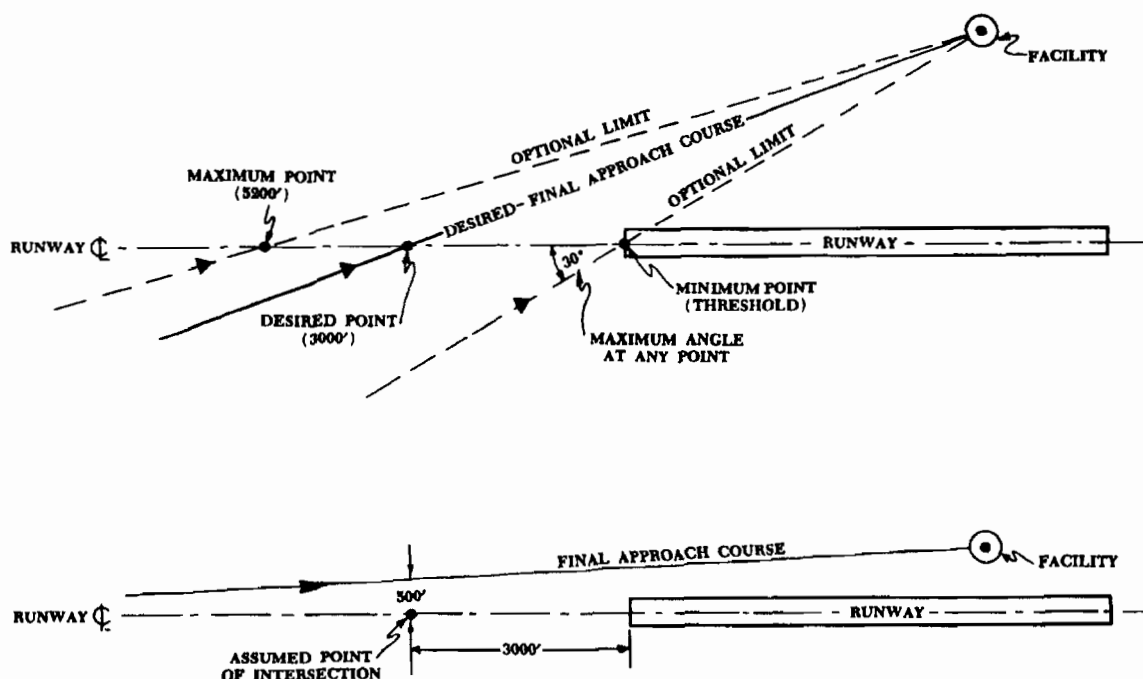 FACILITY
OPTIONAL LIMIT
DESIRED-FINAL APPROACH COURSE
OPTIONAL LIMIT
MAXIMUM POINT
(5200')
RUNWAY ℄
RUNWAY
30°
MINIMUM POINT
(THRESHOLD)
DESIRED POINT
(3000')
MAXIMUM ANGLE
AT ANY POINT
FINAL APPROACH COURSE
FACILITY
500'
RUNWAY ℄
RUNWAY
3000'
ASSUMED POINT
OF INTERSECTION